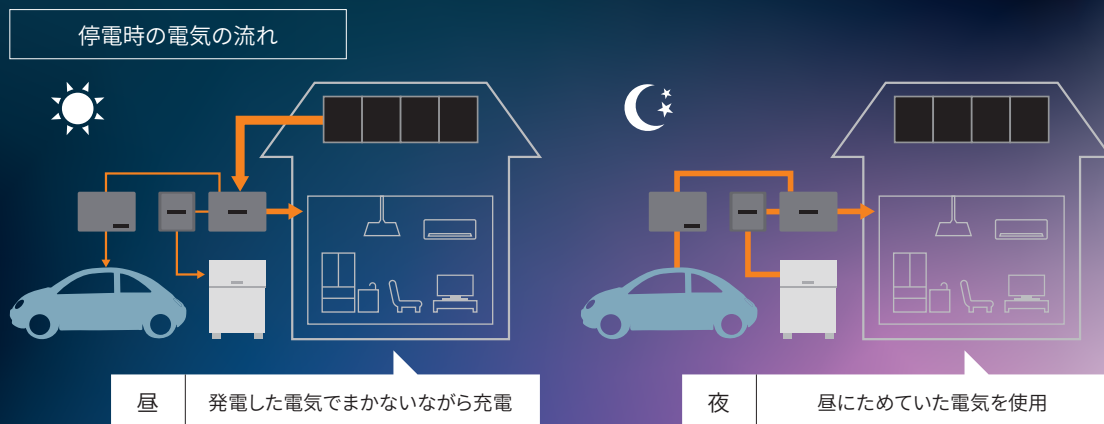 停電時の電気の流れ
昼
発電した電気でまかないながら充電
夜
昼にためていた電気を使用